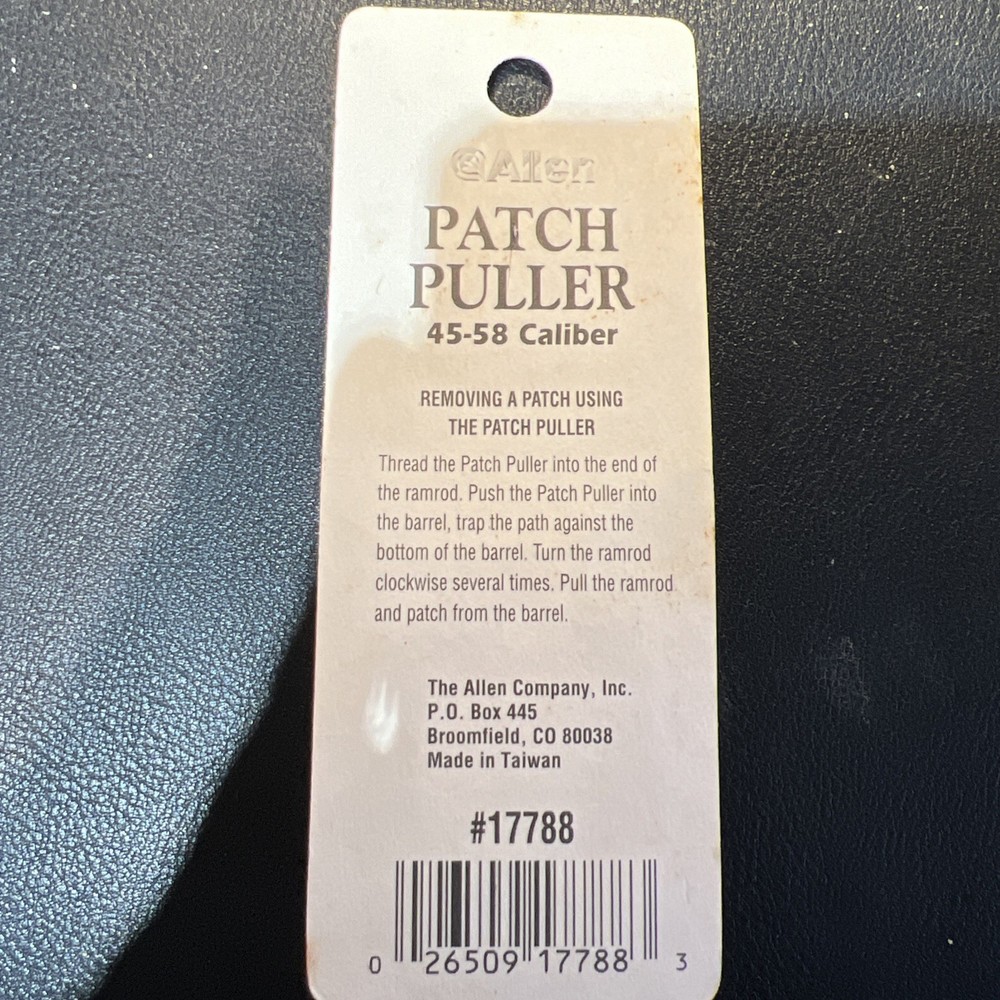 Allen
PATCH
PULLER
45-58 Caliber
REMOVING A PATCH USING
THE PATCH PULLER
Thread the Patch Puller into the end of
the ramrod. Push the Patch Puller into
the barrel, trap the path against the
bottom of the barrel. Turn the ramrod
clockwise several times. Pull the ramrod
and patch from the barrel.
The Allen Company, Inc.
P.O. Box 445
Broomfield, CO 80038
Made in Taiwan
#17788
0 26509 17788 3